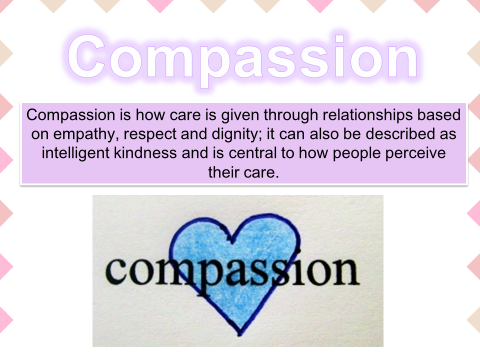 Compassion
Compassion is how care is given through relationships based
on empathy, respect and dignity; it can also be described as
intelligent kindness and is central to how people perceive
their care.
compassion